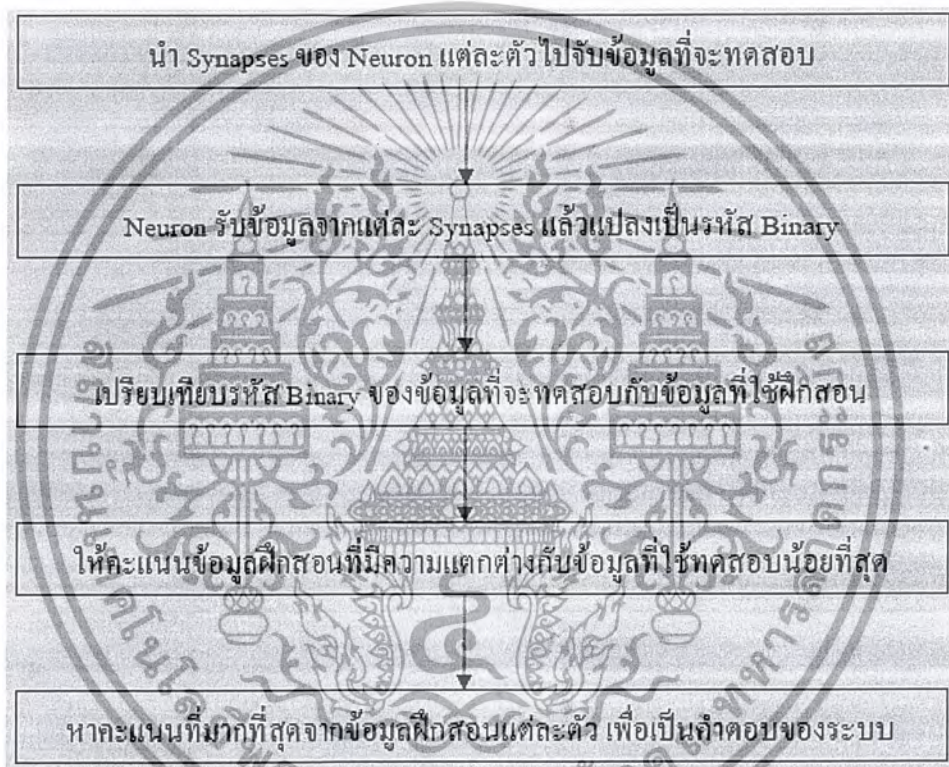 นำ Synapses ของ Neuron แต่ละตัวไปจับข้อมูลที่จะทดสอบ
Neuron รับข้อมูลจากแต่ละ Synapses แล้วแปลงเป็นรหัส Binary
เปรียบเทียบรหัส Binary ของข้อมูลที่จะทดสอบกับข้อมูลที่ใช้ฝึกสอน
ให้คะแนนข้อมูลฝึกสอนที่มีความแตกต่างกับข้อมูลที่ใช้ทดสอบน้อยที่สุด
หาคะแนนที่มากที่สุดจากข้อมูลฝึกสอนแต่ละตัว เพื่อเป็นคำตอบของระบบ